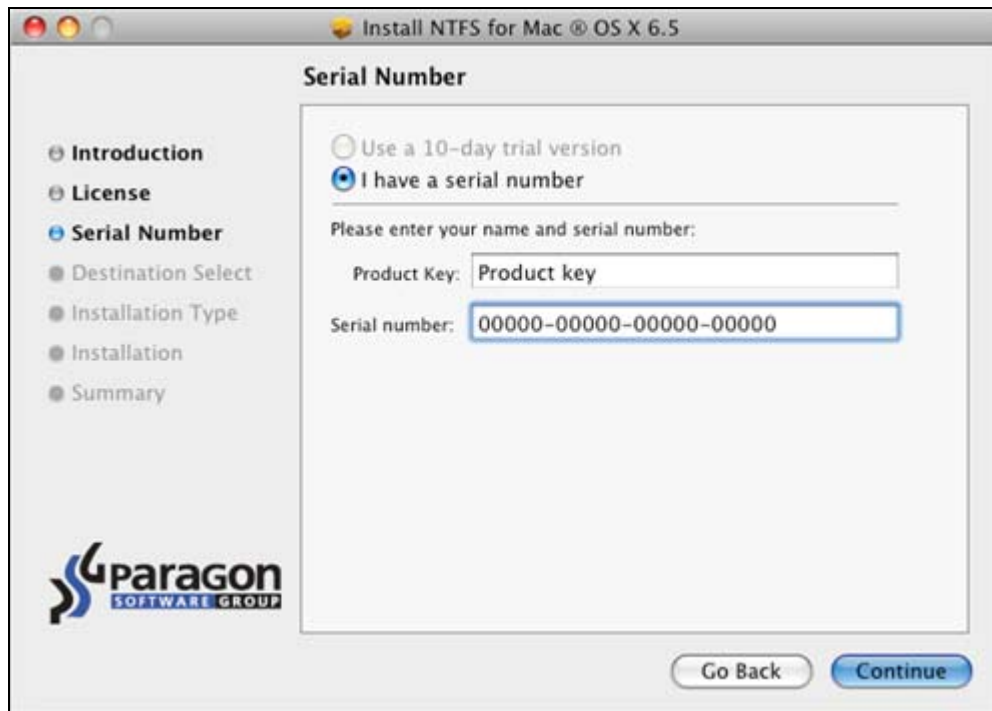 Install NTFS for Mac ® OS X 6.5
Serial Number
Introduction
License
Serial Number
Destination Select
Installation Type
Installation
Summary
Use a 10-day trial version
I have a serial number
Please enter your name and serial number:
Product Key: Product key
Serial number: 00000-00000-00000-00000
PARAGON
SOFTWARE GROUP
Go Back
Continue